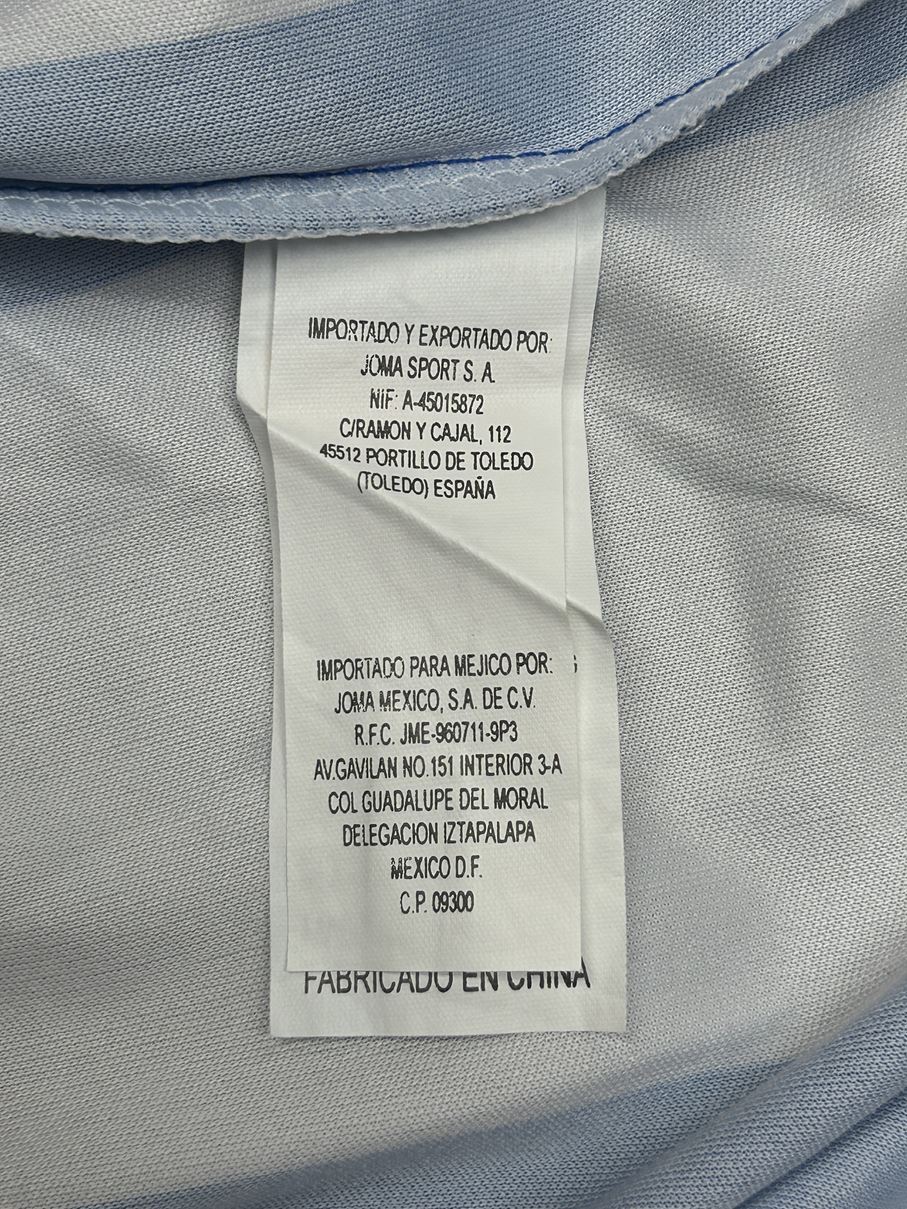 IMPORTADO Y EXPORTADO POR:
JOMA SPORT S. A.
NIF: A-45015872
C/RAMON Y CAJAL, 112
45512 PORTILLO DE TOLEDO
(TOLEDO) ESPAÑA
IMPORTADO PARA MEJICO POR:
JOMA MEXICO, S.A. DE C.V.
R.F.C. JME-960711-9P3
AV.GAVILAN NO.151 INTERIOR 3-A
COL GUADALUPE DEL MORAL
DELEGACION IZTAPALAPA
MEXICO D.F.
C.P. 09300
FABRICADO EN CHINA